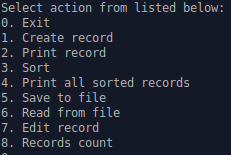 Select action from listed below:
0. Exit
1. Create record
2. Print record
3. Sort
4. Print all sorted records
5. Save to file
6. Read from file
7. Edit record
8. Records count